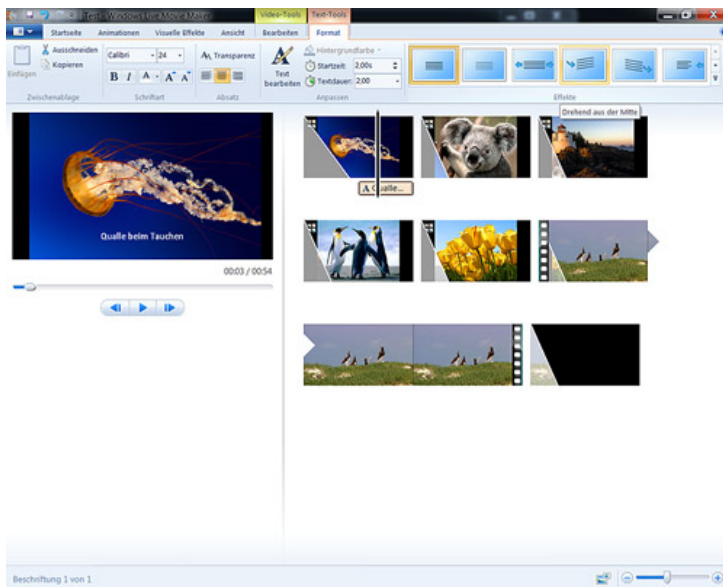 Test - Windows Live Movie Maker
Video-Tools
Text-Tools
Startseite Animationen Visuelle Effekte Ansicht Bearbeiten Format
Einfügen
Ausschneiden
Kopieren
Zwischenablage
Calibri 24
B I A A A
Schriftart
Transparenz
Absatz
Text bearbeiten
Hintergrundfarbe
Startzeit: 2,00s
Textdauer: 2,00
Anpassen
Effekte
Drehend aus der Mitte
Qualle beim Tauchen
00:03 / 00:54
A Qualle...
Beschriftung 1 von 1